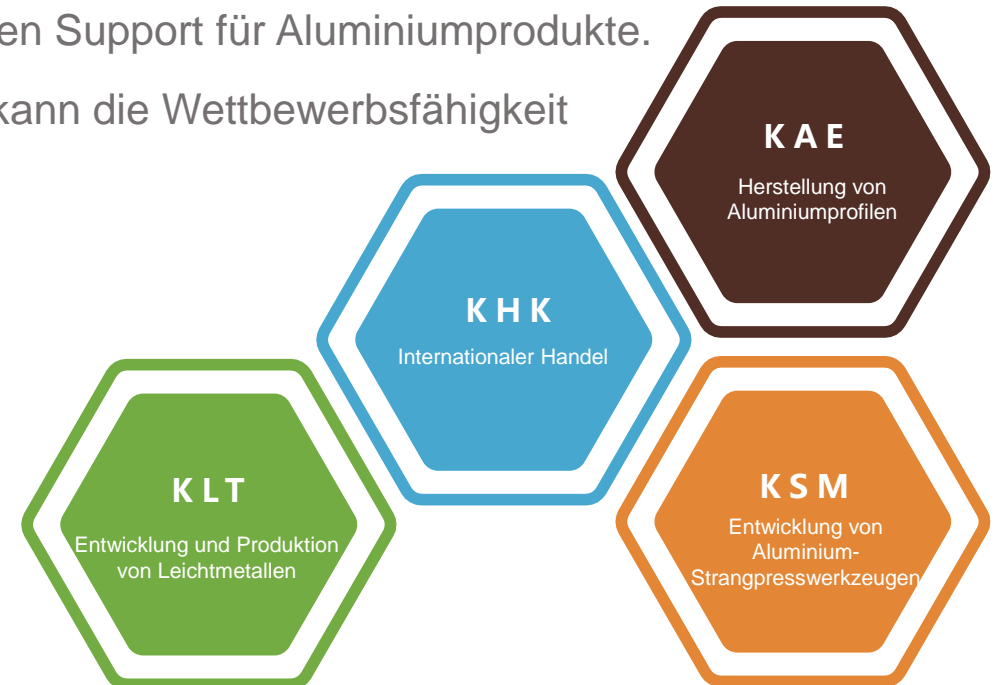 en Support für Aluminiumprodukte.
kann die Wettbewerbsfähigkeit
KAE
Herstellung von
Aluminiumprofilen
KHK
Internationaler Handel
KLT
Entwicklung und Produktion
von Leichtmetallen
KSM
Entwicklung von
Aluminium-
Strangpresswerkzeugen